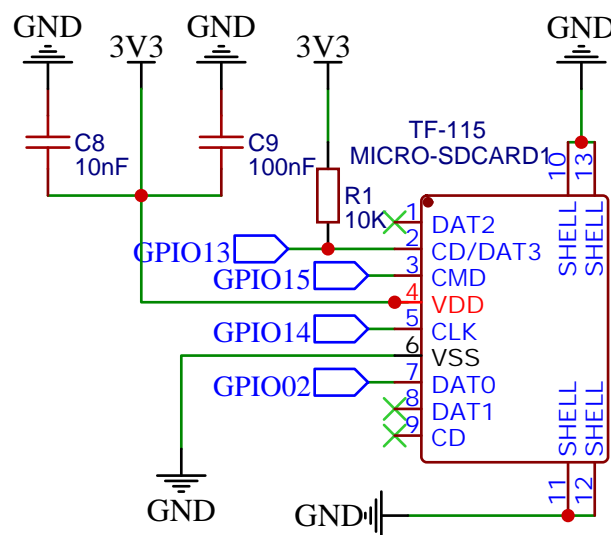 GND
3V3
GND
3V3
GND
C8
10nF
C9
100nF
TF-115
MICRO-SDCARD1
R1
10K
10
13
SHELL
SHELL
1
DAT2
GPIO13
2
CD/DAT3
GPIO15
3
CMD
4
VDD
GPIO14
5
CLK
6
VSS
GPIO02
7
DAT0
8
DAT1
9
CD
SHELL
SHELL
11
12
GND
GND